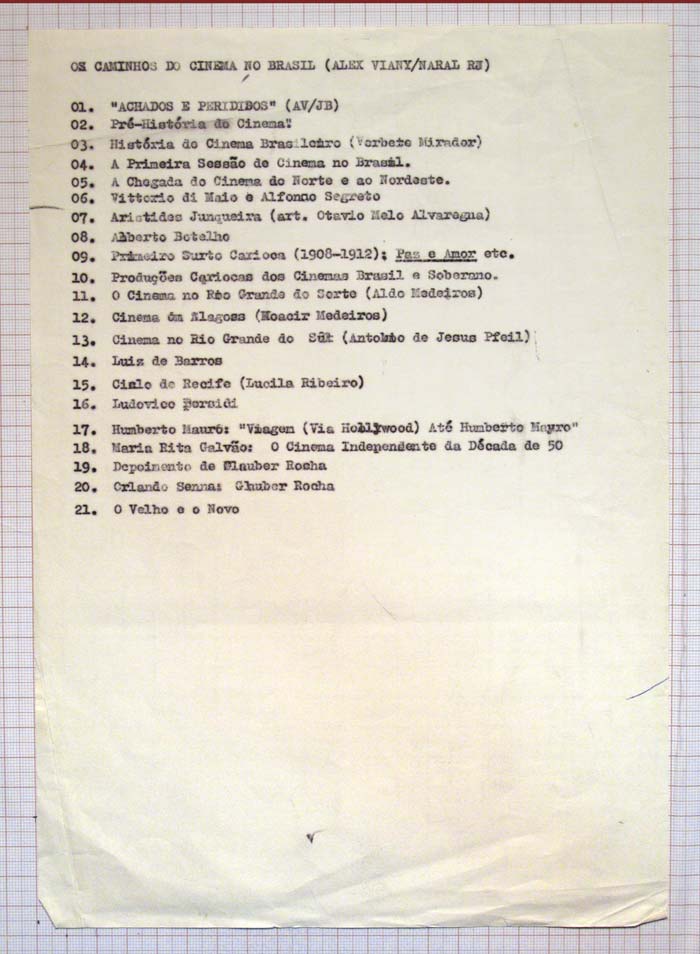 OS CAMINHOS DO CINEMA NO BRASIL (ALEX VIANY/NARAL RJ)
01. "ACHADOS E PERIDIBOS" (AV/JB)
02. Pré-História do Cinema!
03. História do Cinema Brasileiro (Verbete Mirador)
04. A Primeira Sessão de Cinema no Brasil.
05. A Chegada do Cinema do Norte e ao Nordeste.
06. Vittorio di Maio e Alfonso Segreto
07. Aristides Junqueira (art. Otavio Melo Alvaregna)
08. Alberto Botelho
09. Primeiro Surto Carioca (1908-1912); Paz e Amor etc.
10. Produções Cariocas dos Cinemas Brasil e Soberano.
11. O Cinema no Rio Grande do Sorte (Aldo Medeiros)
12. Cinema em Alagoas (Moacir Medeiros)
13. Cinema no Rio Grande do Sul (Antonio de Jesus Pfeil)
14. Luiz de Barros
15. Cialo de Recife (Lucila Ribeiro)
16. Ludovico Persidi
17. Humberto Mauro: "Viagem (Via Hollywood) Até Humberto Mauro"
18. Maria Rita Galvão: O Cinema Independente da Década de 50
19. Depoimento de Glauber Rocha
20. Orlando Senna: Glauber Rocha
21. O Velho e o Novo